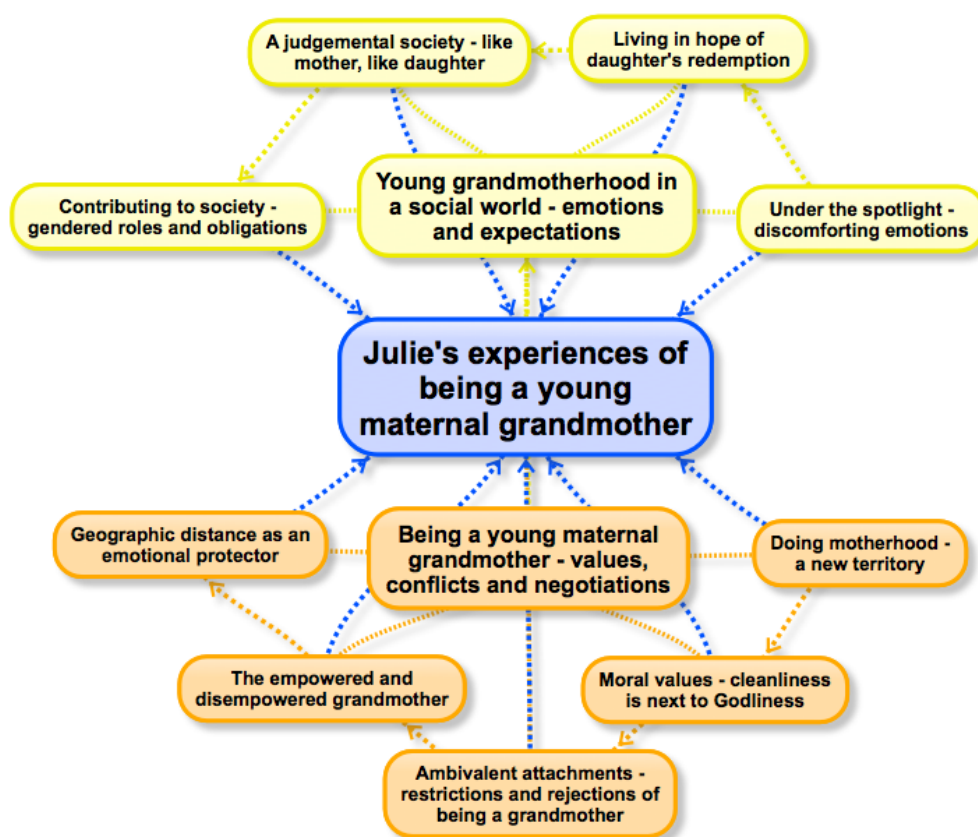 A judgemental society - like
mother, like daughter
Living in hope of
daughter's redemption
Contributing to society -
gendered roles and obligations
Young grandmotherhood in
a social world - emotions
and expectations
Under the spotlight -
discomforting emotions
Julie's experiences of
being a young
maternal grandmother
Geographic distance as an
emotional protector
Being a young maternal
grandmother - values,
conflicts and negotiations
Doing motherhood -
a new territory
The empowered and
disempowered grandmother
Moral values - cleanliness
is next to Godliness
Ambivalent attachments -
restrictions and rejections of
being a grandmother